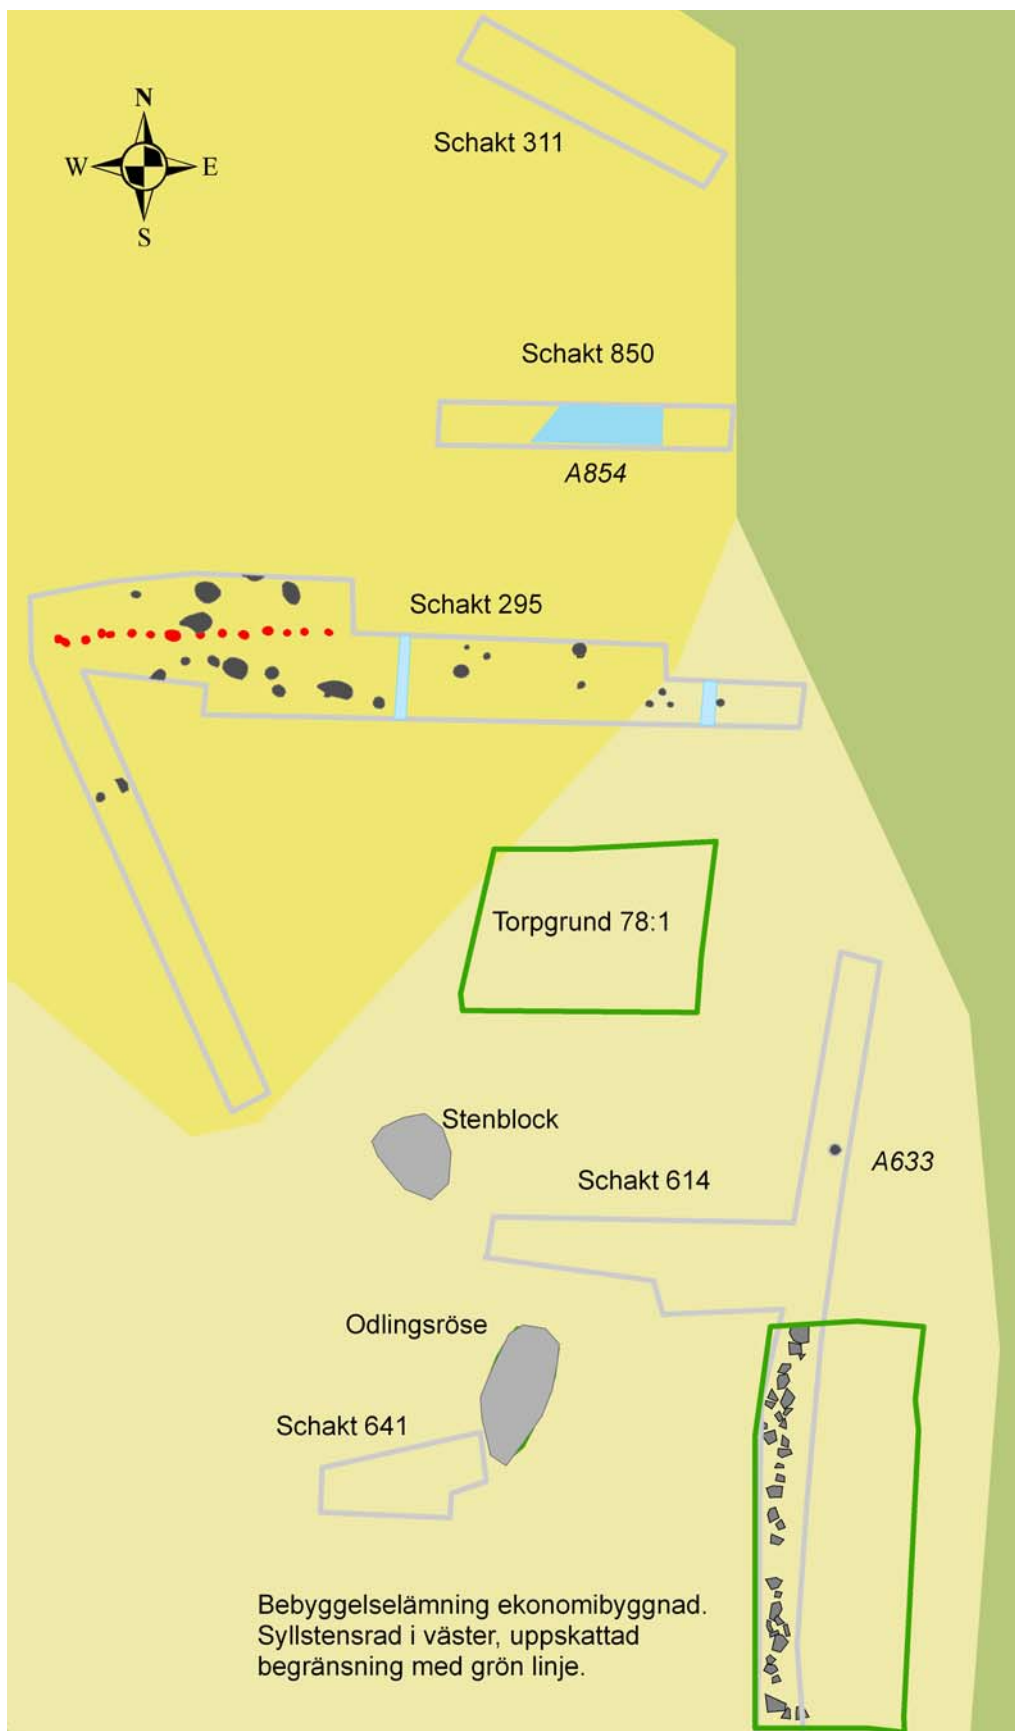 N
W E
S
Schakt 311
Schakt 850
A854
Schakt 295
Torpgrund 78:1
Stenblock
A633
Schakt 614
Odlingsröse
Schakt 641
Bebyggelselämning ekonomibyggnad.
Syllstensrad i väster, uppskattad
begränsning med grön linje.